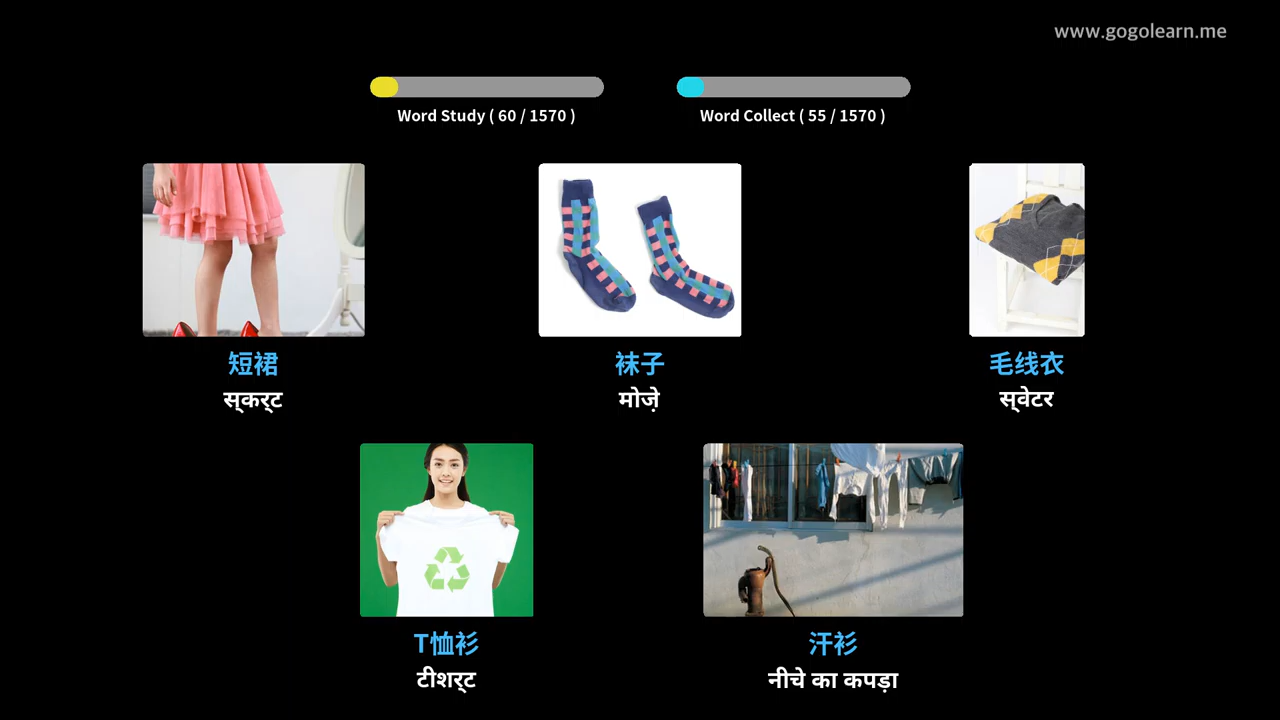 www.gogolearn.me
Word Study ( 60 / 1570 )
Word Collect ( 55 / 1570 )
短裙
स्कर्ट
袜子
मोज़े
毛线衣
स्वेटर
T恤衫
टीशर्ट
汗衫
नीचे का कपड़ा